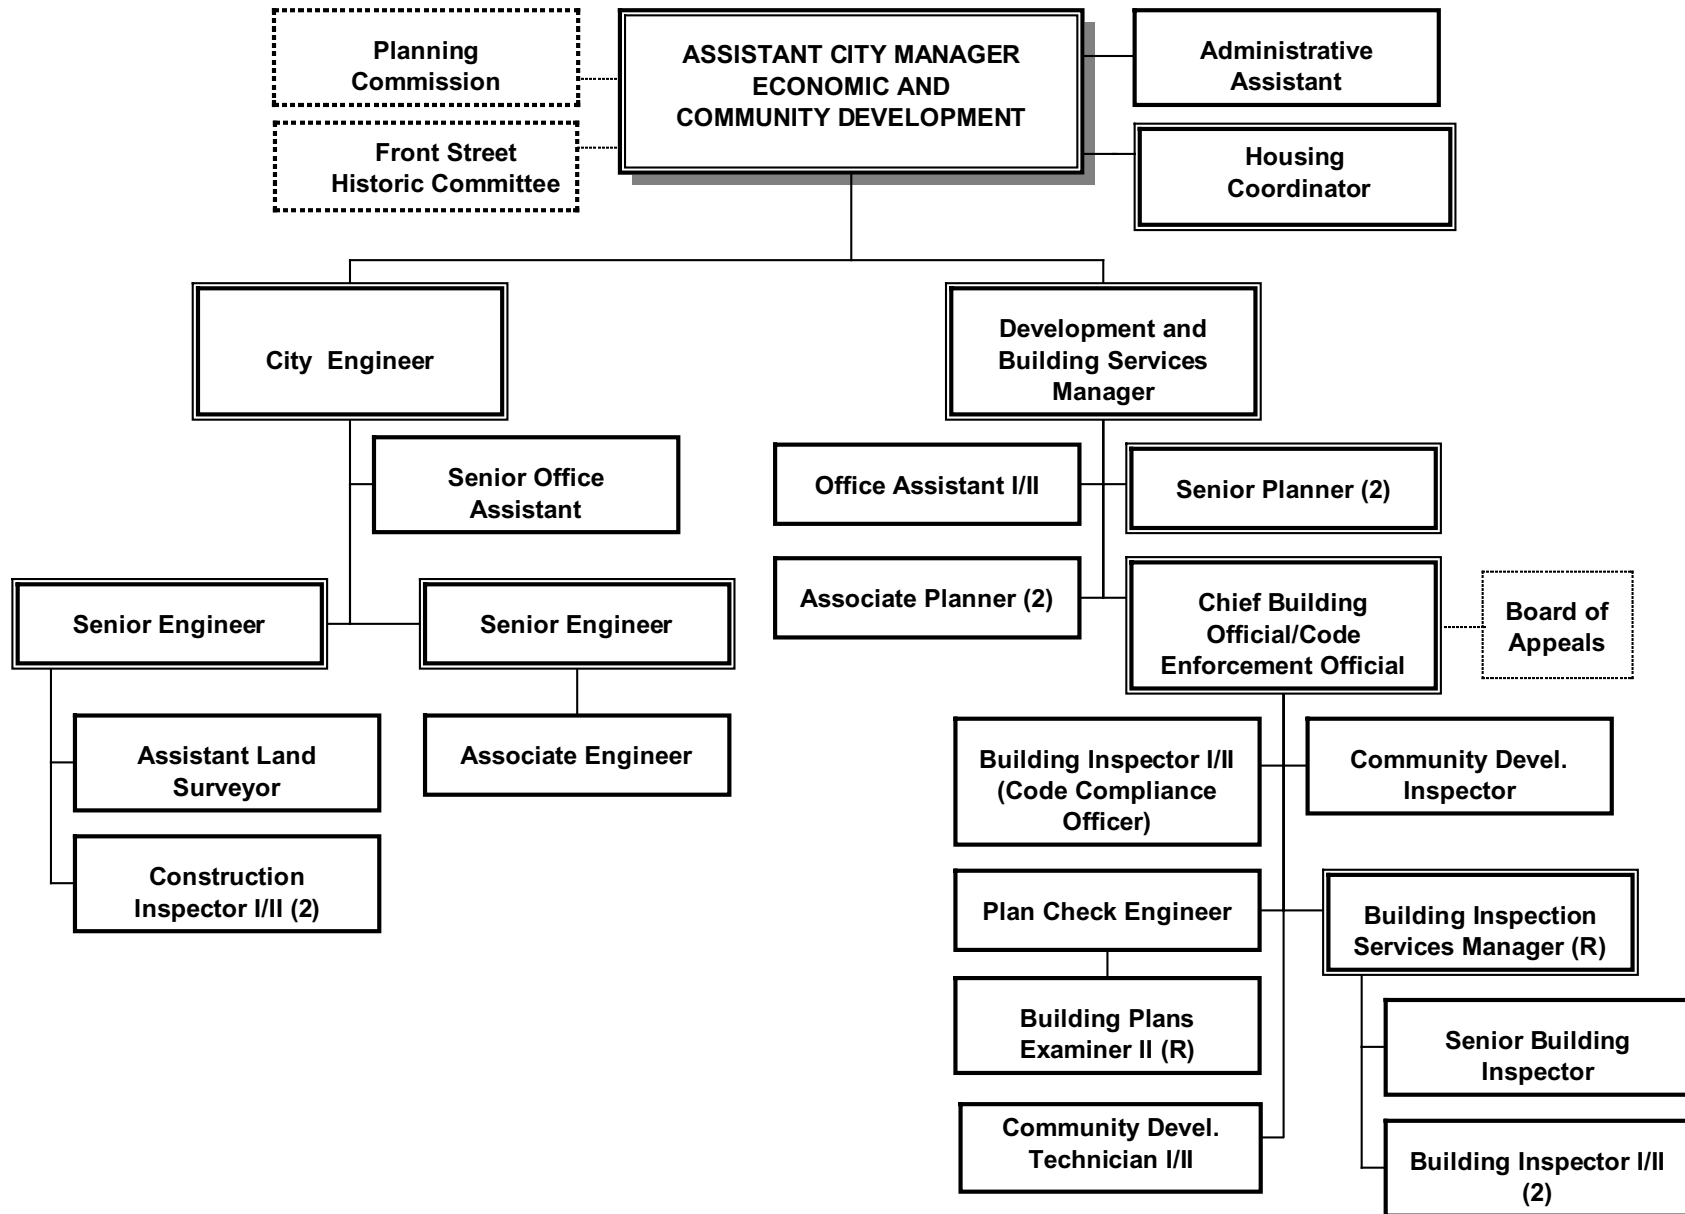 Planning
Commission
ASSISTANT CITY MANAGER
ECONOMIC AND
COMMUNITY DEVELOPMENT
Administrative
Assistant
Front Street
Historic Committee
Housing
Coordinator
City Engineer
Development and
Building Services
Manager
Senior Office
Assistant
Office Assistant I/II
Senior Planner (2)
Senior Engineer
Senior Engineer
Associate Planner (2)
Chief Building
Official/Code
Enforcement Official
Board of
Appeals
Assistant Land
Surveyor
Associate Engineer
Building Inspector I/II
(Code Compliance
Officer)
Community Devel.
Inspector
Construction
Inspector I/II (2)
Plan Check Engineer
Building Inspection
Services Manager (R)
Building Plans
Examiner II (R)
Senior Building
Inspector
Community Devel.
Technician I/II
Building Inspector I/II
(2)